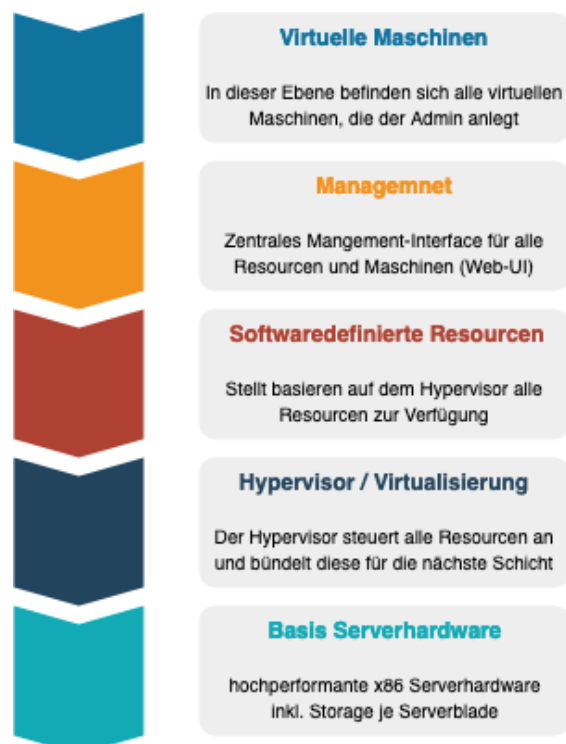 Virtuelle Maschinen
In dieser Ebene befinden sich alle virtuellen
Maschinen, die der Admin anlegt
Managemnet
Zentrales Mangement-Interface für alle
Resourcen und Maschinen (Web-UI)
Softwaredefinierte Resourcen
Stellt basieren auf dem Hypervisor alle
Resourcen zur Verfügung
Hypervisor / Virtualisierung
Der Hypervisor steuert alle Resourcen an
und bündelt diese für die nächste Schicht
Basis Serverhardware
hochperformante x86 Serverhardware
inkl. Storage je Serverblade